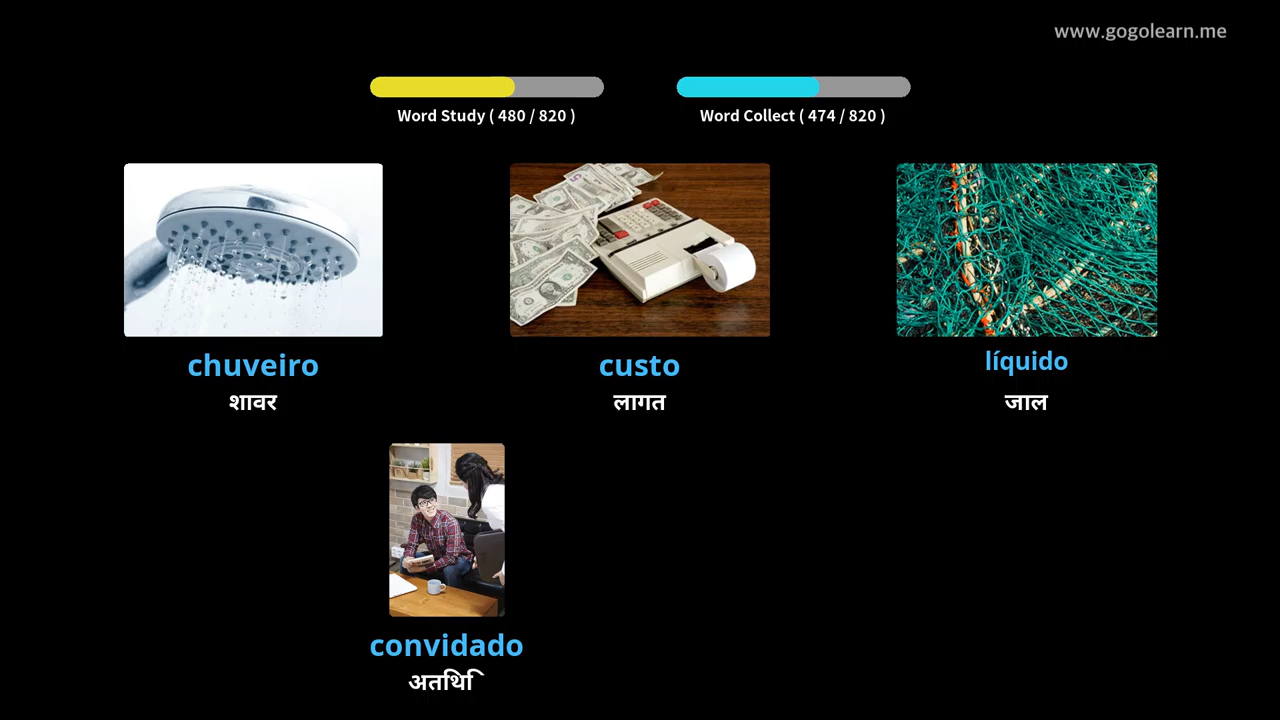 www.gogolearn.me
Word Study ( 480 / 820 )
Word Collect ( 474 / 820 )
chuveiro
शावर
custo
लागत
líquido
जाल
convidado
अतिथि